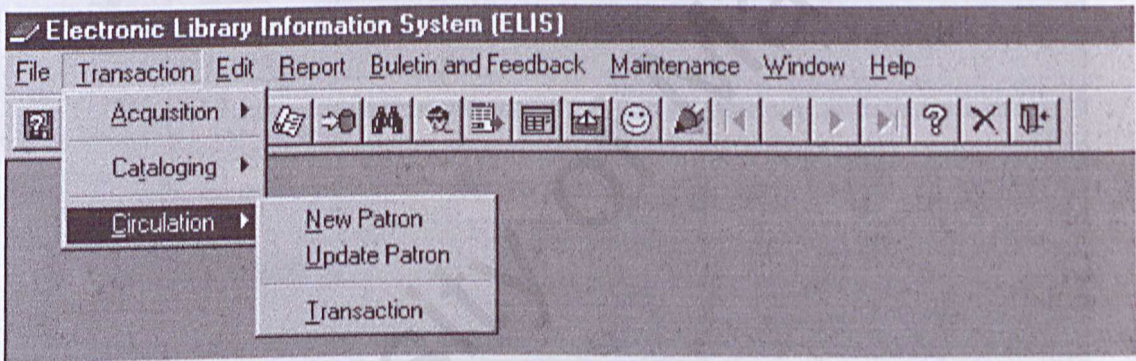 Electronic Library Information System (ELIS)
File Transaction Edit Report Buletin and Feedback Maintenance Window Help
Acquisition
Cataloging
Circulation
New Patron
Update Patron
Transaction